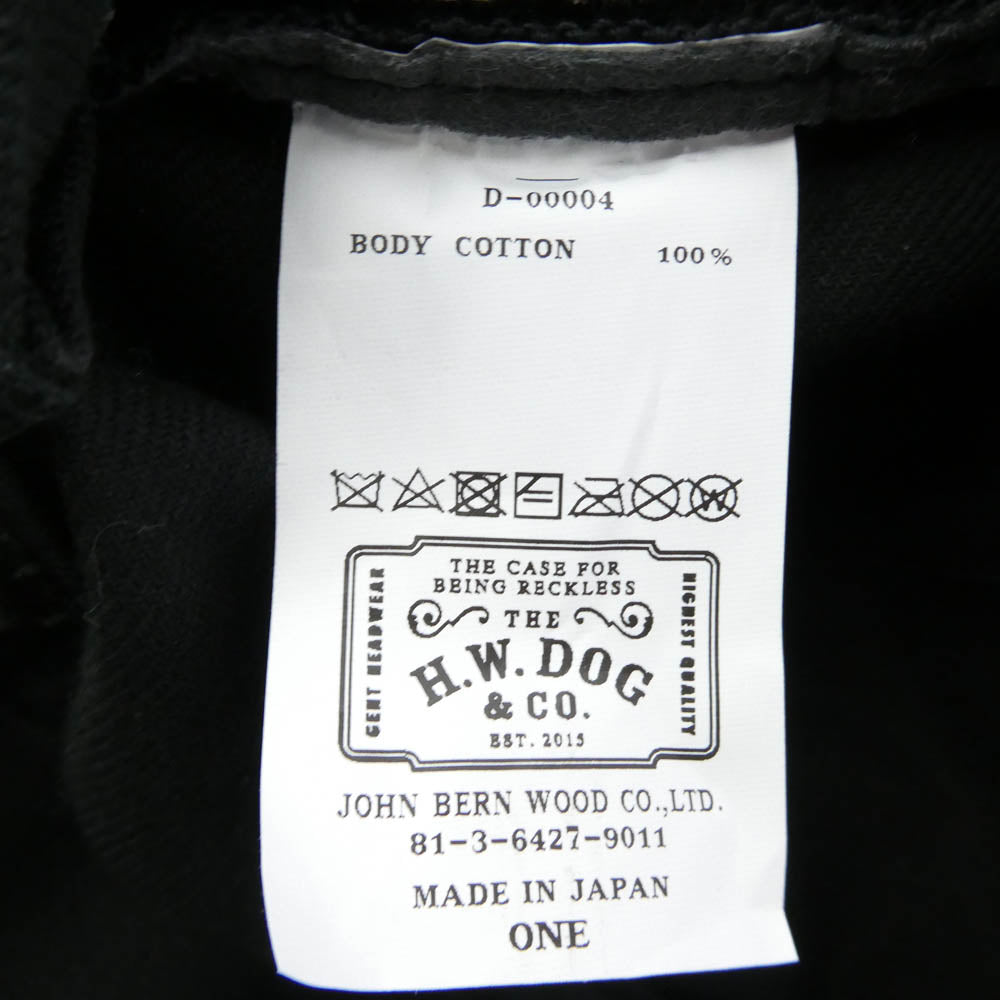 D-00004
BODY COTTON 100%
W
THE CASE FOR
BEING RECKLESS
THE
H.W. DOG
& CO.
EST. 2015
GENT HEADWEAR
HIGHEST QUALITY
JOHN BERN WOOD CO.,LTD.
81-3-6427-9011
MADE IN JAPAN
ONE